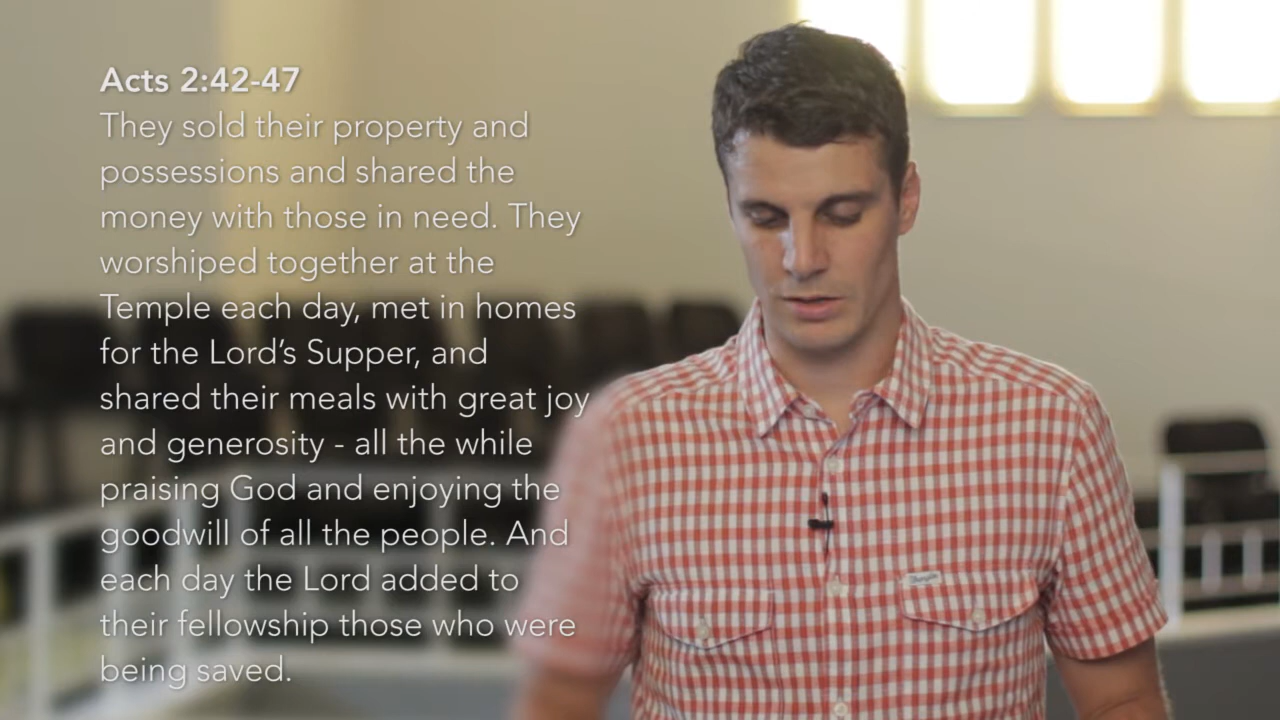 Acts 2:42-47
They sold their property and
possessions and shared the
money with those in need. They
worshiped together at the
Temple each day, met in homes
for the Lord’s Supper, and
shared their meals with great joy
and generosity - all the while
praising God and enjoying the
goodwill of all the people. And
each day the Lord added to
their fellowship those who were
being saved.